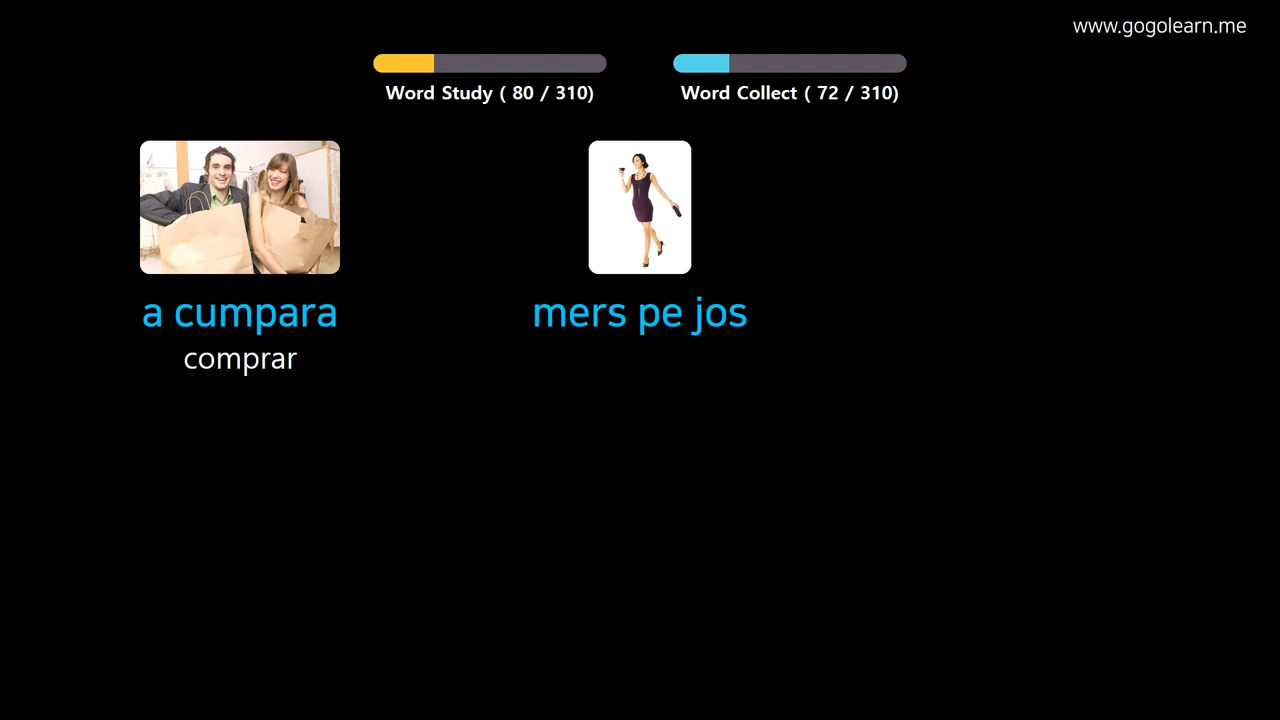 www.gogolearn.me
Word Study ( 80 / 310)
Word Collect ( 72 / 310)
a cumpara
comprar
mers pe jos